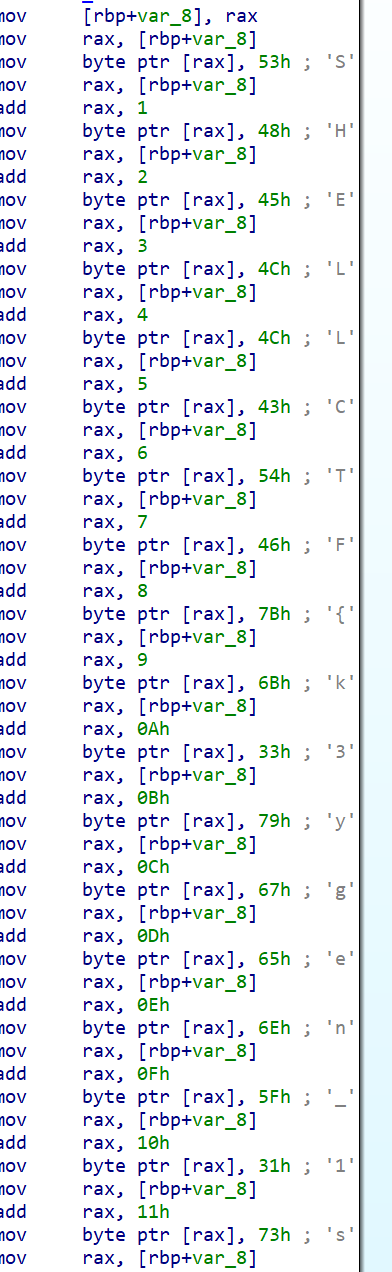 mov [rbp+var_8], rax
mov rax, [rbp+var_8]
mov byte ptr [rax], 53h ; 'S'
mov rax, [rbp+var_8]
add rax, 1
mov byte ptr [rax], 48h ; 'H'
mov rax, [rbp+var_8]
add rax, 2
mov byte ptr [rax], 45h ; 'E'
mov rax, [rbp+var_8]
add rax, 3
mov byte ptr [rax], 4Ch ; 'L'
mov rax, [rbp+var_8]
add rax, 4
mov byte ptr [rax], 4Ch ; 'L'
mov rax, [rbp+var_8]
add rax, 5
mov byte ptr [rax], 43h ; 'C'
mov rax, [rbp+var_8]
add rax, 6
mov byte ptr [rax], 54h ; 'T'
mov rax, [rbp+var_8]
add rax, 7
mov byte ptr [rax], 46h ; 'F'
mov rax, [rbp+var_8]
add rax, 8
mov byte ptr [rax], 7Bh ; '{'
mov rax, [rbp+var_8]
add rax, 9
mov byte ptr [rax], 6Bh ; 'k'
mov rax, [rbp+var_8]
add rax, 0Ah
mov byte ptr [rax], 33h ; '3'
mov rax, [rbp+var_8]
add rax, 0Bh
mov byte ptr [rax], 79h ; 'y'
mov rax, [rbp+var_8]
add rax, 0Ch
mov byte ptr [rax], 67h ; 'g'
mov rax, [rbp+var_8]
add rax, 0Dh
mov byte ptr [rax], 65h ; 'e'
mov rax, [rbp+var_8]
add rax, 0Eh
mov byte ptr [rax], 6Eh ; 'n'
mov rax, [rbp+var_8]
add rax, 0Fh
mov byte ptr [rax], 5Fh ; '_'
mov rax, [rbp+var_8]
add rax, 10h
mov byte ptr [rax], 31h ; '1'
mov rax, [rbp+var_8]
add rax, 11h
mov byte ptr [rax], 73h ; 's'
mov rax, [rbp+var_8]